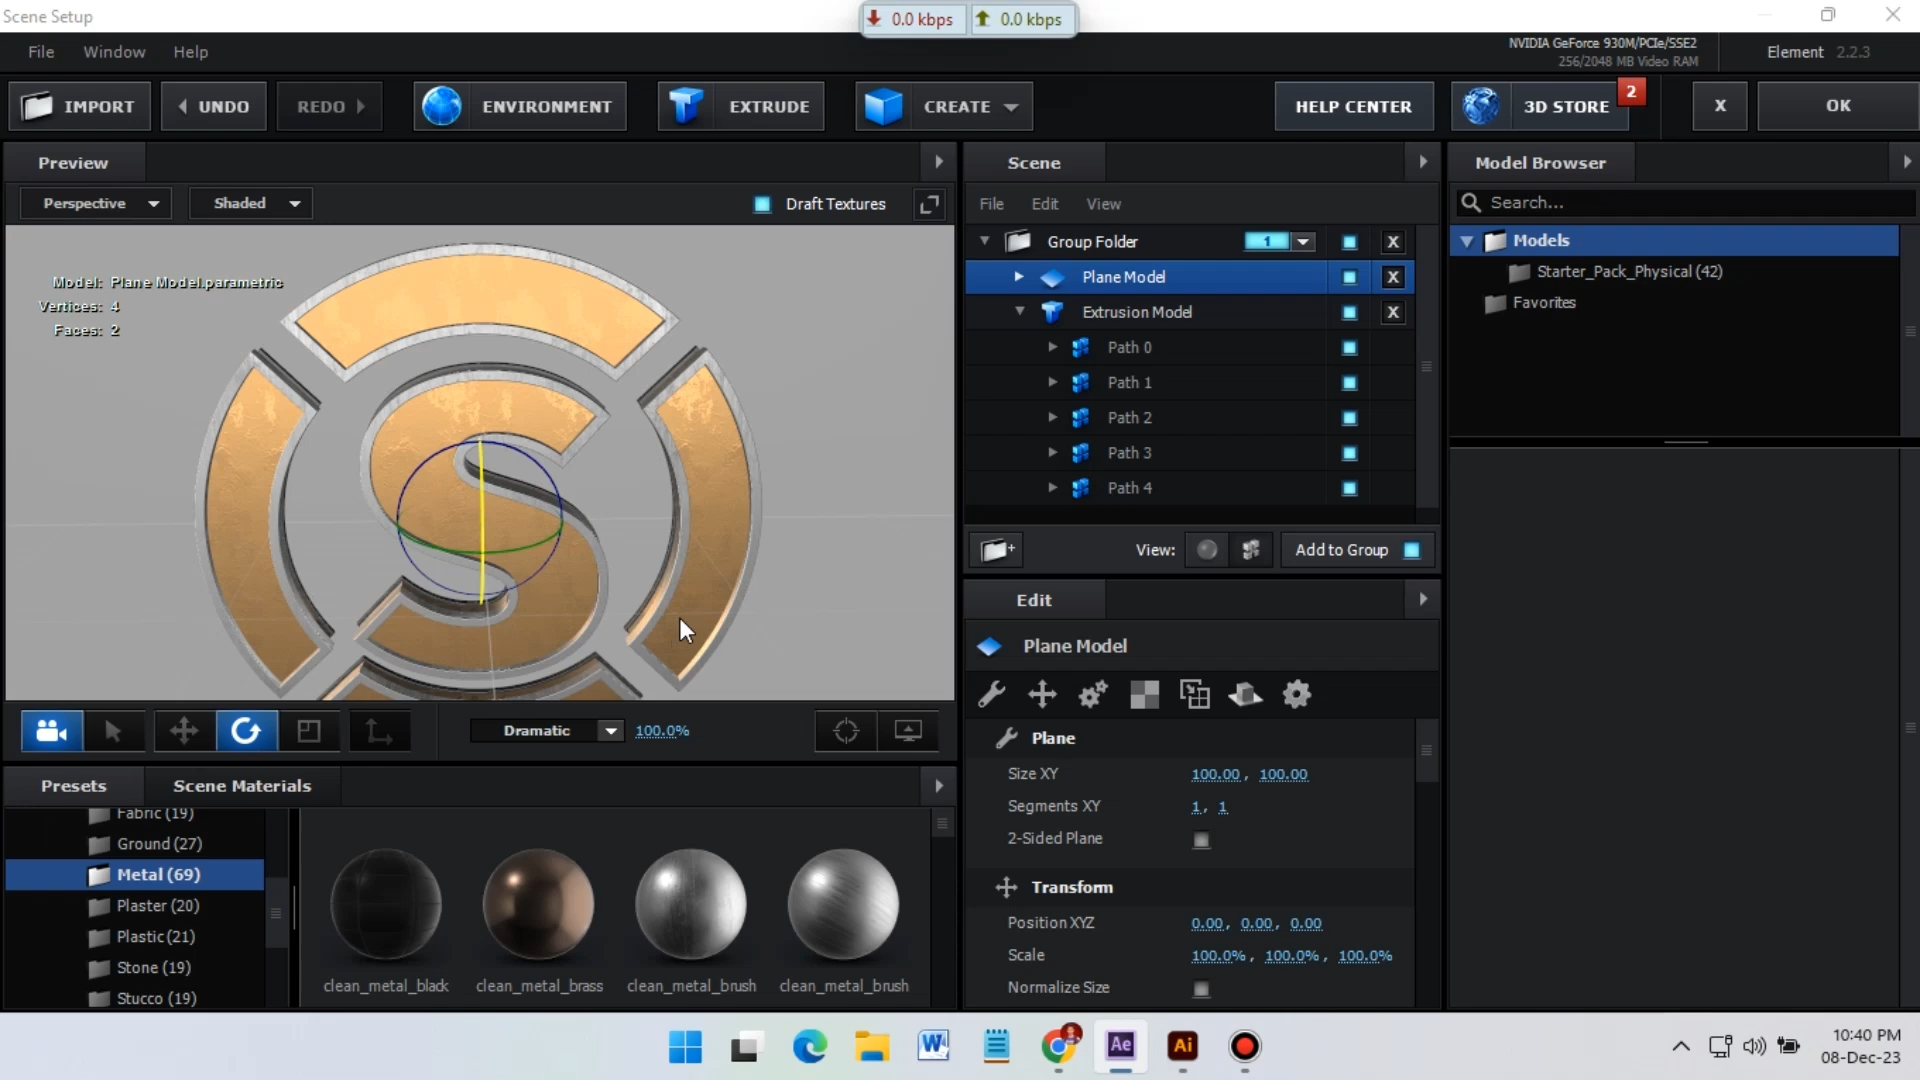 Scene Setup
0.0 kbps
0.0 kbps
File
Window
Help
NVIDIA GeForce 930M/PCIe/SSE2
256/2048 MB Video RAM
Element 2.2.3
IMPORT
UNDO
REDO
ENVIRONMENT
EXTRUDE
CREATE
HELP CENTER
3D STORE
2
X
OK
Preview
Perspective
Shaded
Draft Textures
Model: Plane Model.parametric
Vertices: 4
Faces: 2
S
Dramatic
100.0%
Scene
File
Edit
View
Group Folder
1
X
Plane Model
X
Extrusion Model
X
Path 0
Path 1
Path 2
Path 3
Path 4
View:
Add to Group
Edit
Plane Model
Plane
Size XY
100.00, 100.00
Segments XY
1, 1
2-Sided Plane
Transform
Position XYZ
0.00, 0.00, 0.00
Scale
100.0%, 100.0%, 100.0%
Normalize Size
Model Browser
Search...
Models
Starter_Pack_Physical (42)
Favorites
Presets
Scene Materials
Fabric (19)
Ground (27)
Metal (69)
Plaster (20)
Plastic (21)
Stone (19)
Stucco (19)
clean_metal_black
clean_metal_brass
clean_metal_brush
clean_metal_brush
W
Ae
Ai
10:40 PM
08-Dec-23